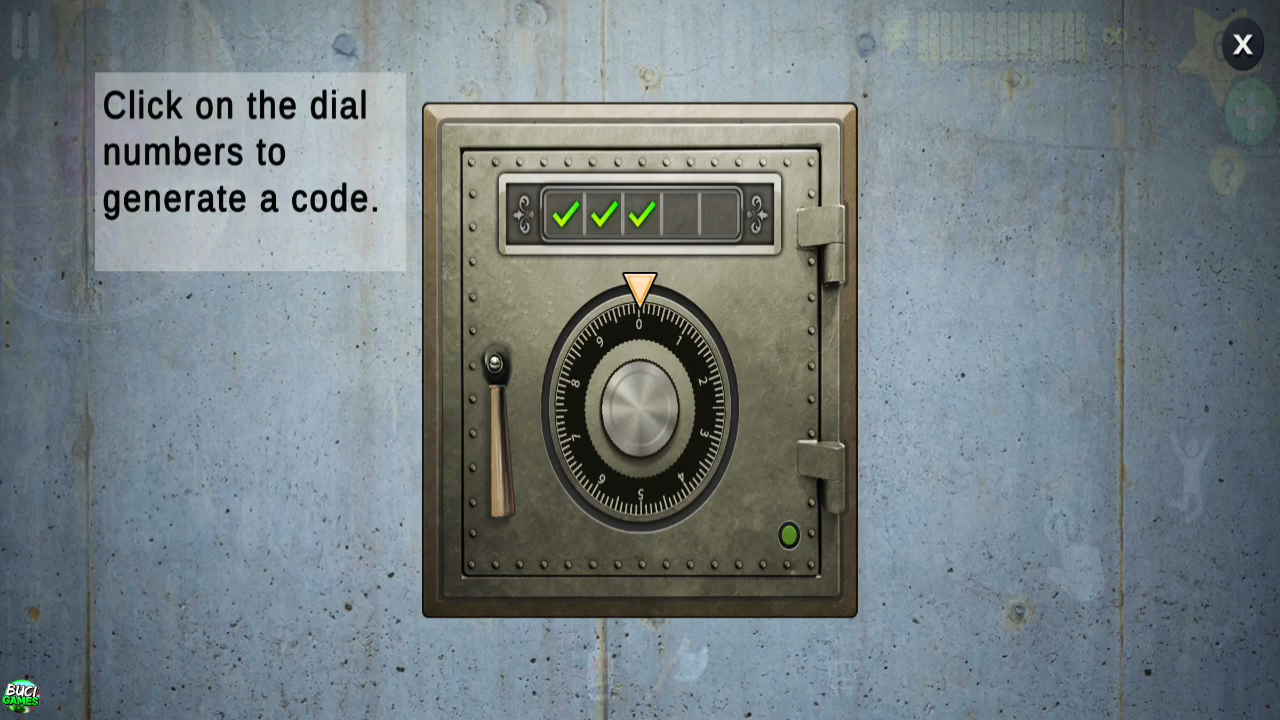 X
Click on the dial
numbers to
generate a code.
0
9 1
8 2
7 3
6 4
5
BUCI
GAMES